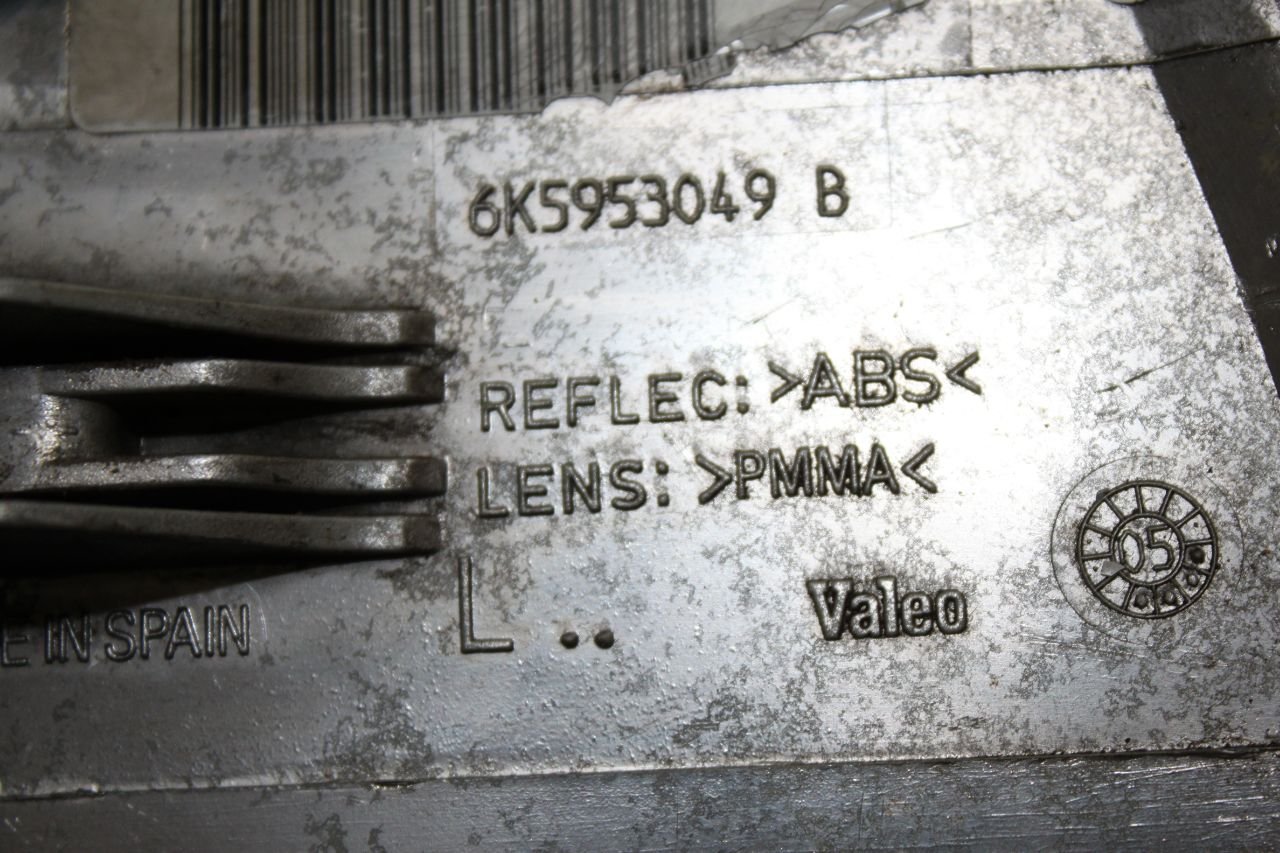 6K5953049 B
REFLEC: >ABS<
LENS: >PMMA<
L ..
Valeo
05
E IN SPAIN